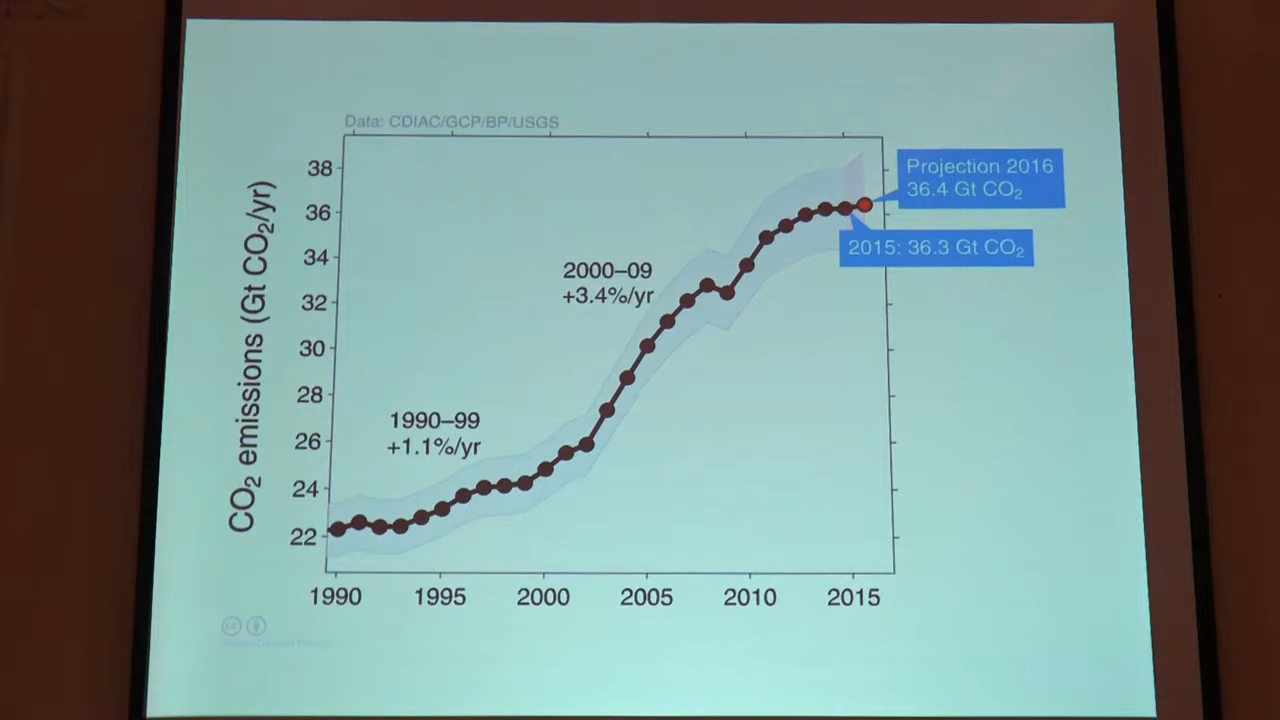 Data: CDIAC/GCP/BP/USGS
CO₂ emissions (Gt CO₂/yr)
38
36
34
32
30
28
26
24
22
1990
1995
2000
2005
2010
2015
1990–99
+1.1%/yr
2000–09
+3.4%/yr
Projection 2016
36.4 Gt CO₂
2015: 36.3 Gt CO₂
cc